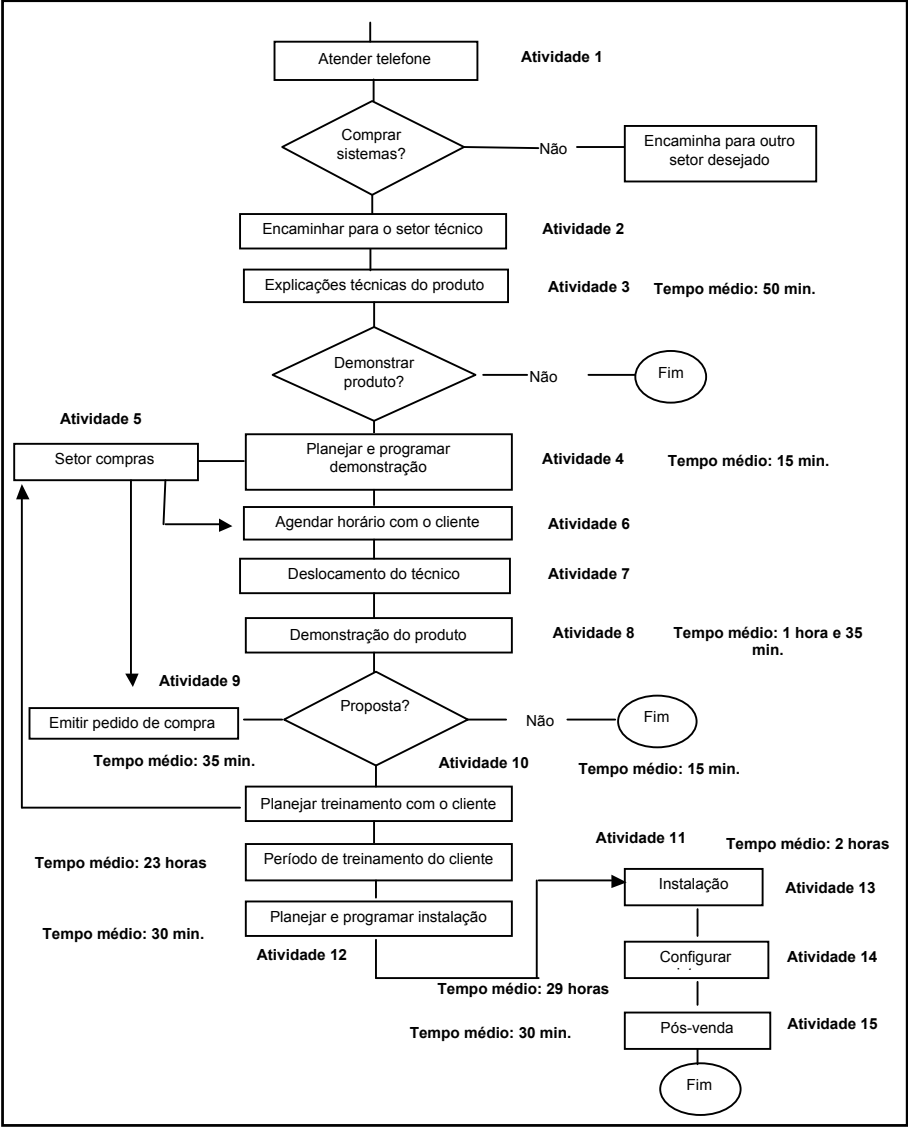 Atender telefone
Atividade 1
Comprar
sistemas?
Não
Encaminha para outro
setor desejado
Encaminhar para o setor técnico
Atividade 2
Explicações técnicas do produto
Atividade 3
Tempo médio: 50 min.
Demonstrar
produto?
Não
Fim
Atividade 5
Setor compras
Planejar e programar
demonstração
Atividade 4
Tempo médio: 15 min.
Agendar horário com o cliente
Atividade 6
Deslocamento do técnico
Atividade 7
Demonstração do produto
Atividade 8
Tempo médio: 1 hora e 35
min.
Atividade 9
Emitir pedido de compra
Proposta?
Não
Fim
Tempo médio: 35 min.
Atividade 10
Tempo médio: 15 min.
Planejar treinamento com o cliente
Atividade 11
Tempo médio: 2 horas
Tempo médio: 23 horas
Período de treinamento do cliente
Instalação
Atividade 13
Planejar e programar instalação
Tempo médio: 30 min.
Atividade 12
Configurar
Atividade 14
Tempo médio: 29 horas
Tempo médio: 30 min.
Pós-venda
Atividade 15
Fim